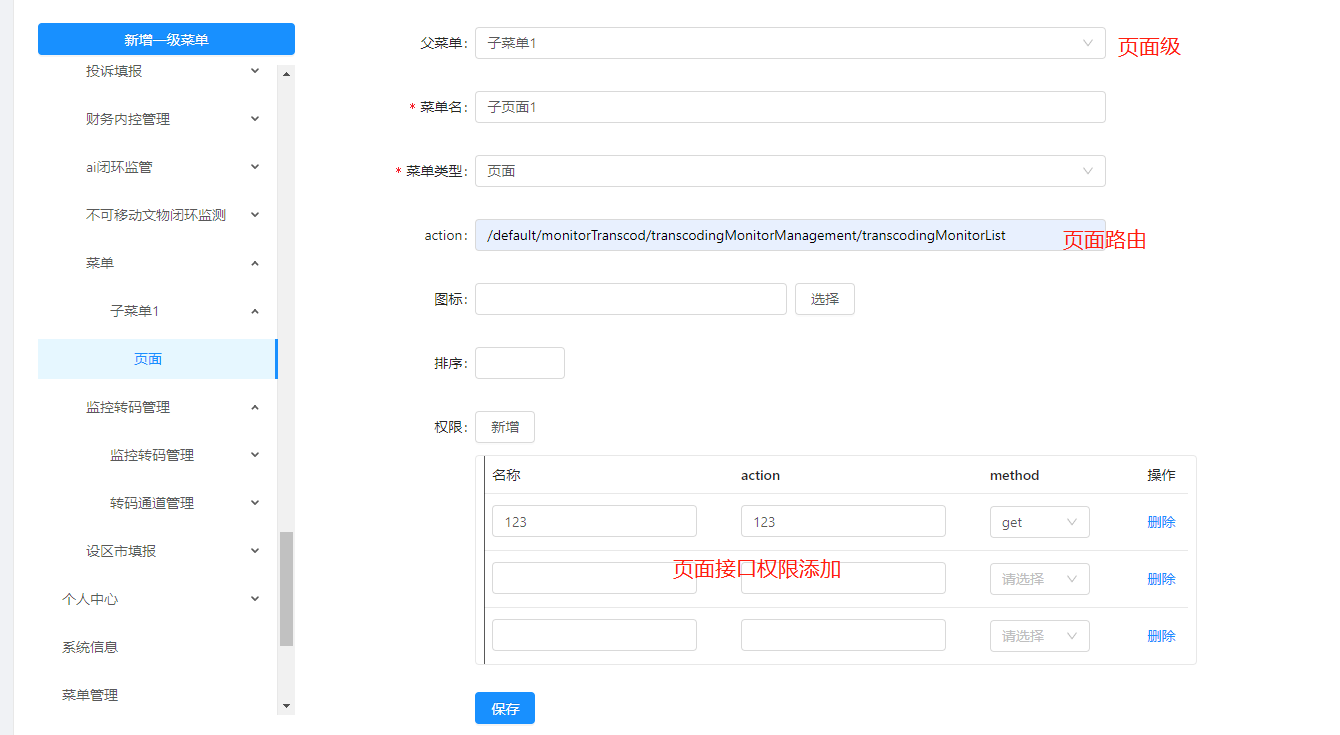 新增一级菜单
投诉填报
财务内控管理
ai闭环监管
不可移动文物闭环监测
菜单
子菜单1
页面
监控转码管理
监控转码管理
转码通道管理
设区市填报
个人中心
系统信息
菜单管理
父菜单: 子菜单1 页面级
* 菜单名: 子页面1
* 菜单类型: 页面
action: /default/monitorTranscod/transcodingMonitorManagement/transcodingMonitorList 页面路由
图标: 选择
排序:
权限: 新增
名称 action method 操作
123 123 get 删除
页面接口权限添加 请选择 删除
请选择 删除
保存